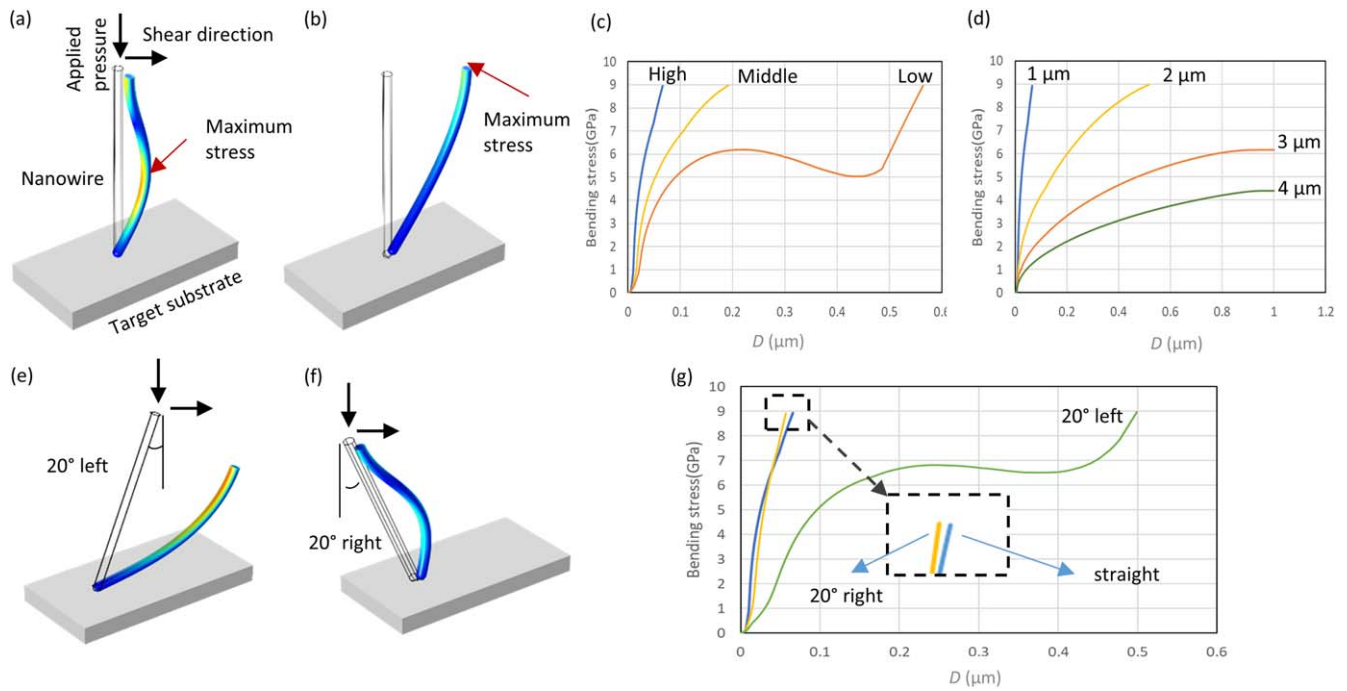 (a)
Applied
pressure
Shear direction
Maximum
stress
Nanowire
Target substrate
(b)
Maximum
stress
(c)
Bending stress(GPa)
10
9
8
7
6
5
4
3
2
1
0
High
Middle
Low
0
0.1
0.2
0.3
0.4
0.5
D (μm)
(d)
Bending stress(GPa)
10
9
8
7
6
5
4
3
2
1
0
1 μm
2 μm
3 μm
4 μm
0
0.2
0.4
0.6
0.8
1
1.2
D (μm)
(e)
20° left
(f)
20° right
(g)
Bending stress(GPa)
10
9
8
7
6
5
4
3
2
1
0
20° left
20° right
straight
0
0.1
0.2
0.3
0.4
0.5
0.6
D (μm)